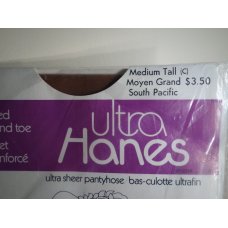 Medium Tall (C)
Moyen Grand $3.50
South Pacific
ultra
Hanes
nd toe
et
nforcé
ultra sheer pantyhose bas-culotte ultrafin